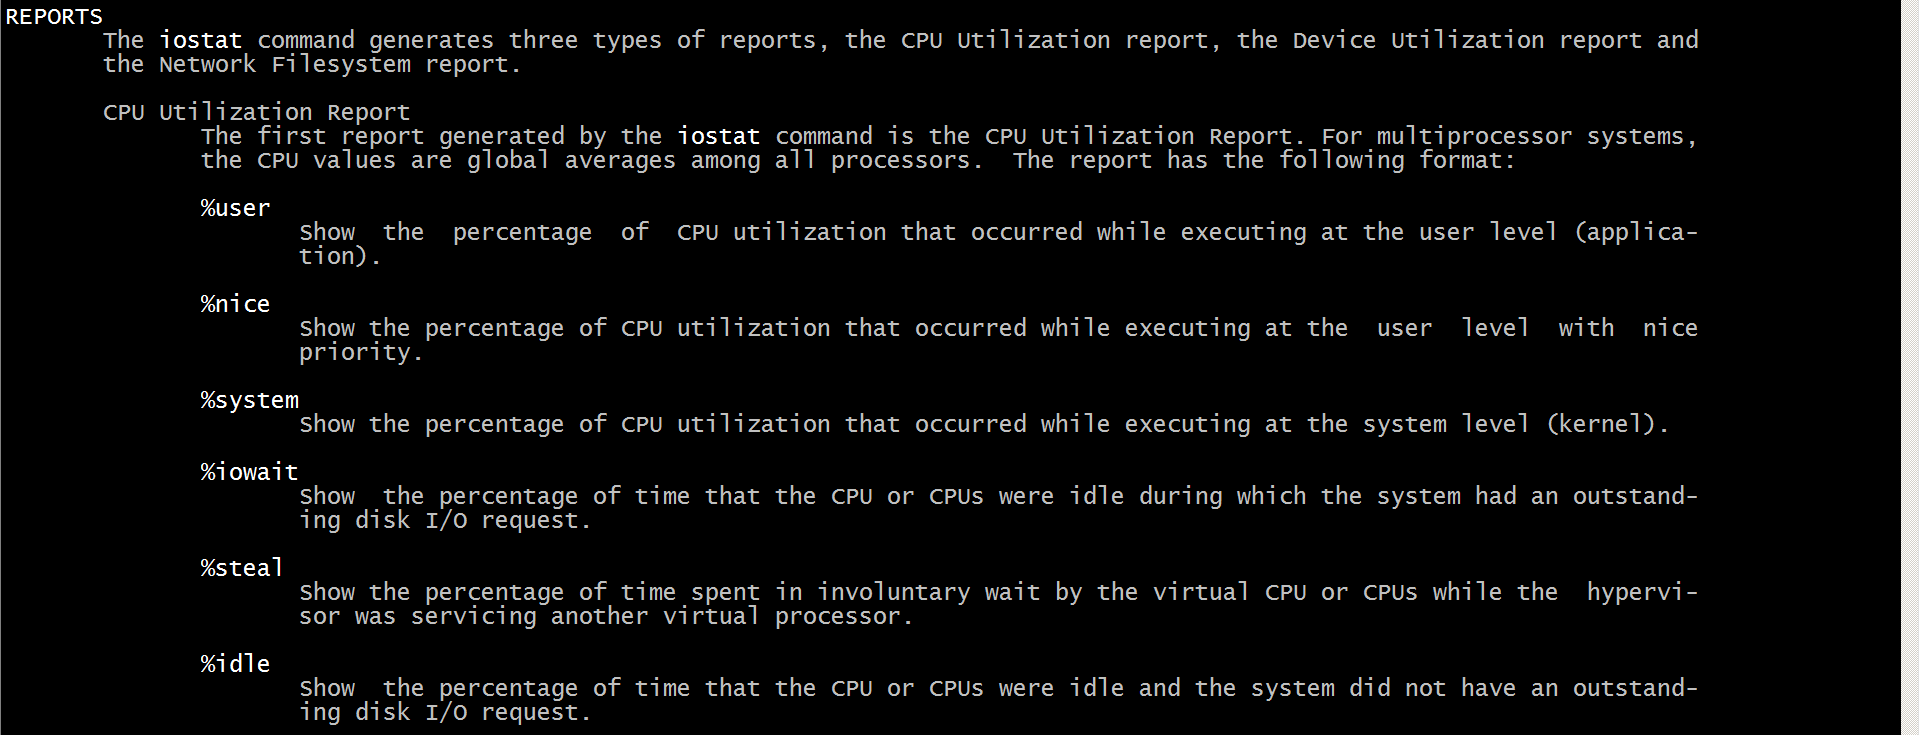 REPORTS
The iostat command generates three types of reports, the CPU Utilization report, the Device Utilization report and
the Network Filesystem report.
CPU Utilization Report
The first report generated by the iostat command is the CPU Utilization Report. For multiprocessor systems,
the CPU values are global averages among all processors.  The report has the following format:
%user
Show  the  percentage  of  CPU utilization that occurred while executing at the user level (applica-
tion).
%nice
Show the percentage of CPU utilization that occurred while executing at the  user  level  with  nice
priority.
%system
Show the percentage of CPU utilization that occurred while executing at the system level (kernel).
%iowait
Show  the percentage of time that the CPU or CPUs were idle during which the system had an outstand-
ing disk I/O request.
%steal
Show the percentage of time spent in involuntary wait by the virtual CPU or CPUs while the  hypervi-
sor was servicing another virtual processor.
%idle
Show  the percentage of time that the CPU or CPUs were idle and the system did not have an outstand-
ing disk I/O request.